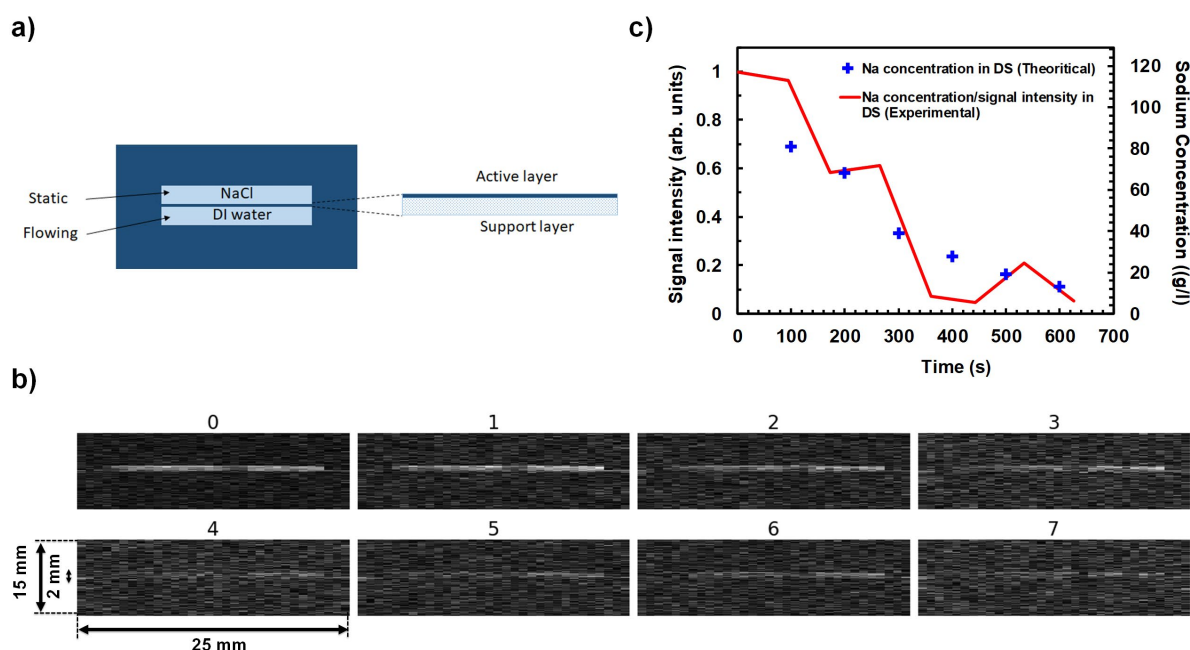 a)
Static
Flowing
NaCl
DI water
Active layer
Support layer
c)
Signal intensity (arb. units)
1
0.8
0.6
0.4
0.2
0
Na concentration in DS (Theoritical)
Na concentration/signal intensity in
DS (Experimental)
120
100
80
60
40
20
0
Sodium Concentration ((g/l)
0 100 200 300 400 500 600 700
Time (s)
b)
0 1 2 3
4 5 6 7
15 mm
2 mm
25 mm